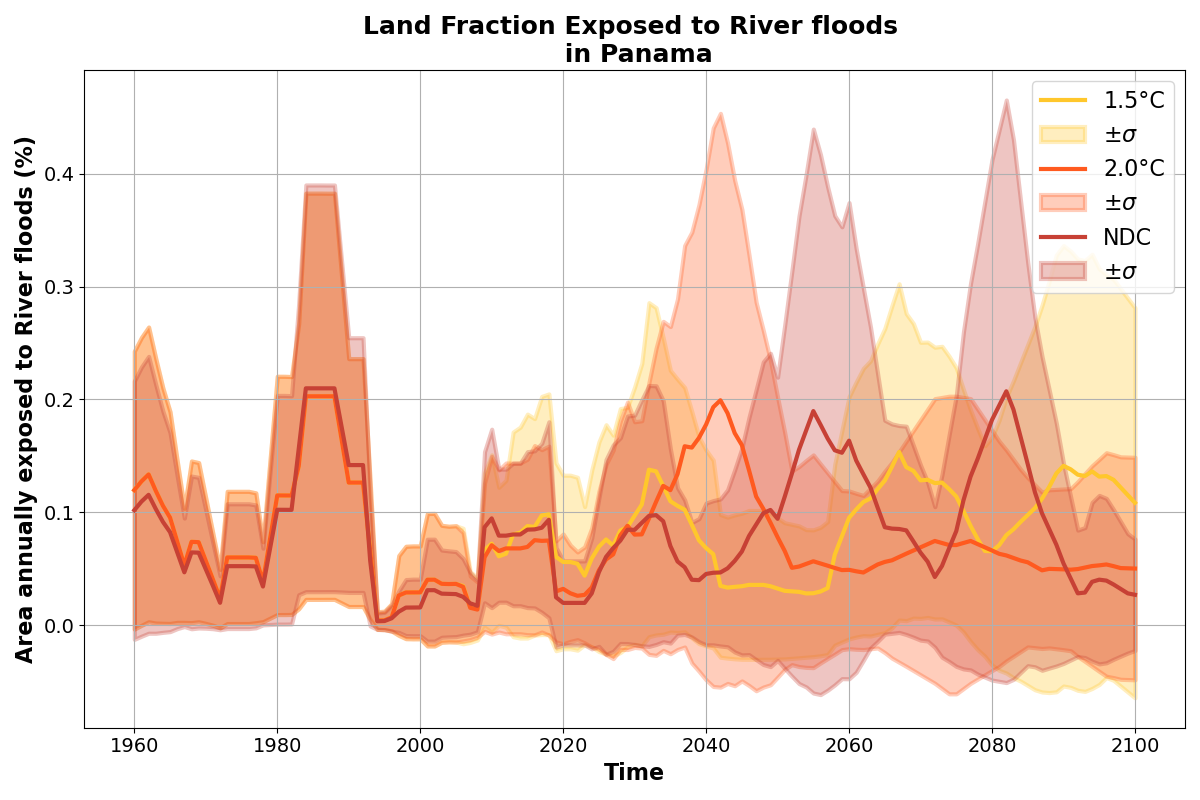 Land Fraction Exposed to River floods
in Panama
Area annually exposed to River floods (%)
0.4
0.3
0.2
0.1
0.0
1960 1980 2000 2020 2040 2060 2080 2100
Time
1.5°C
±σ
2.0°C
±σ
NDC
±σ